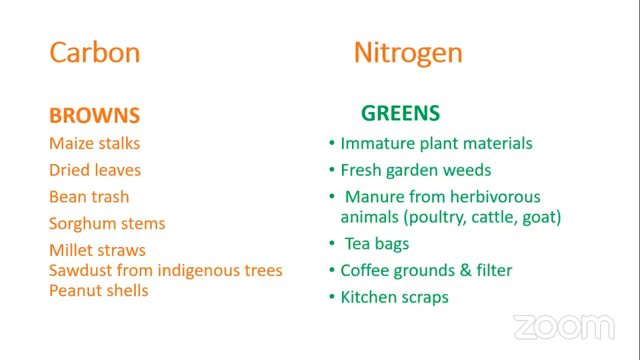 Carbon
BROWNS
Maize stalks
Dried leaves
Bean trash
Sorghum stems
Millet straws
Sawdust from indigenous trees
Peanut shells
Nitrogen
GREENS
• Immature plant materials
• Fresh garden weeds
• Manure from herbivorous
animals (poultry, cattle, goat)
• Tea bags
• Coffee grounds & filter
• Kitchen scraps
zoom